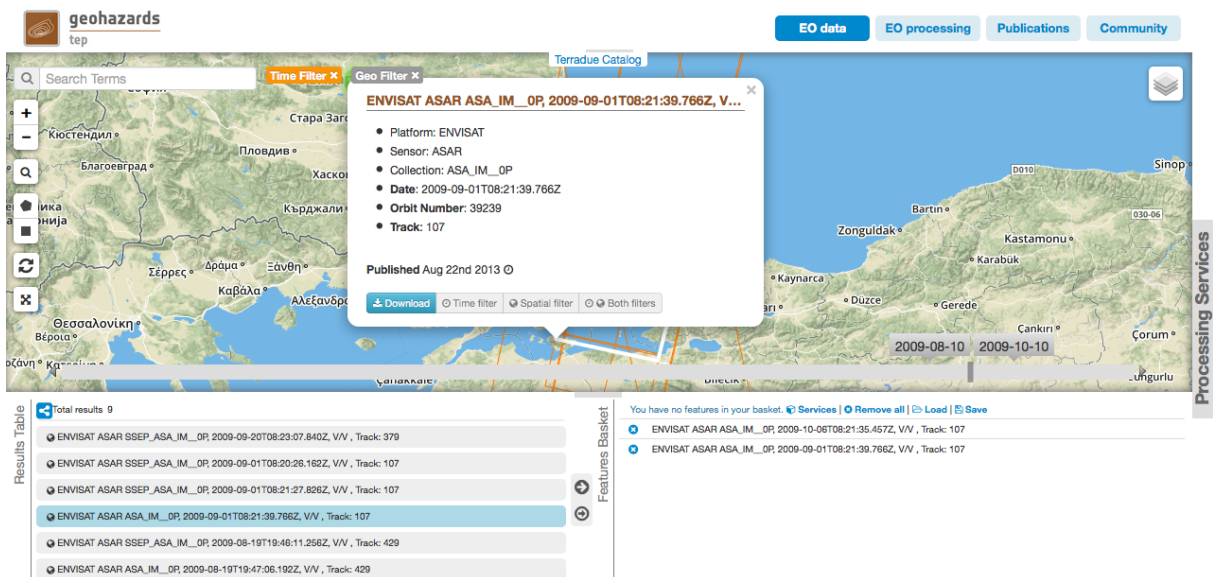 geohazards
tep
EO data
EO processing
Publications
Community
Terradue Catalog
Search Terms
Time Filter ×
Geo Filter ×
ENVISAT ASAR ASA_IM__0P, 2009-09-01T08:21:39.766Z, V...
Platform: ENVISAT
Sensor: ASAR
Collection: ASA_IM__0P
Date: 2009-09-01T08:21:39.766Z
Orbit Number: 39239
Track: 107
Published Aug 22nd 2013
Download
Time filter
Spatial filter
Both filters
Кюстендил
Стара Заго
Пловдив
Благоевград
Хаско
Кърджали
Σέρρες
Δράμα
Ξάνθη
Καβάλα
Αλεξανδρο
Θεσσαλονίκη
Βέροια
Çanakkale
D010
Sinop
Bartın
030-06
Zonguldak
Kastamonu
Karabük
Kaynarca
Düzce
Gerede
Çankırı
Çorum
Bilecik
ungurlu
2009-08-10
2009-10-10
Processing Services
Results Table
Total results 9
ENVISAT ASAR SSEP_ASA_IM__0P, 2009-09-20T08:23:07.840Z, V/V , Track: 379
ENVISAT ASAR SSEP_ASA_IM__0P, 2009-09-01T08:20:26.162Z, V/V , Track: 107
ENVISAT ASAR SSEP_ASA_IM__0P, 2009-09-01T08:21:27.826Z, V/V , Track: 107
ENVISAT ASAR ASA_IM__0P, 2009-09-01T08:21:39.766Z, V/V , Track: 107
ENVISAT ASAR SSEP_ASA_IM__0P, 2009-08-19T19:46:11.256Z, V/V , Track: 429
ENVISAT ASAR ASA_IM__0P, 2009-08-19T19:47:06.192Z, V/V , Track: 429
Features Basket
You have no features in your basket. Services | Remove all | Load | Save
ENVISAT ASAR ASA_IM__0P, 2009-10-06T08:21:35.457Z, V/V , Track: 107
ENVISAT ASAR ASA_IM__0P, 2009-09-01T08:21:39.766Z, V/V , Track: 107